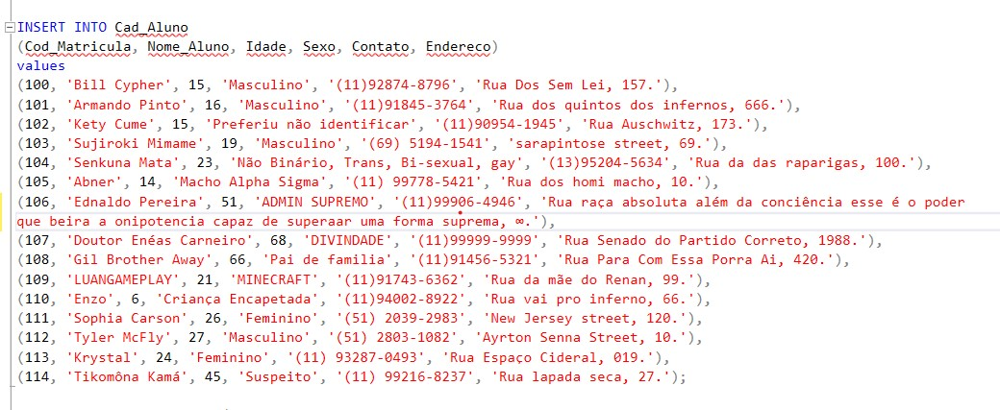 INSERT INTO Cad_Aluno
(Cod_Matricula, Nome_Aluno, Idade, Sexo, Contato, Endereco)
values
(100, 'Bill Cypher', 15, 'Masculino', '(11)92874-8796', 'Rua Dos Sem Lei, 157.'),
(101, 'Armando Pinto', 16, 'Masculino', '(11)91845-3764', 'Rua dos quintos dos infernos, 666.'),
(102, 'Kety Cume', 15, 'Preferiu não identificar', '(11)90954-1945', 'Rua Auschwitz, 173.'),
(103, 'Sujiroki Mimame', 19, 'Masculino', '(69) 5194-1541', 'sarapintose street, 69.'),
(104, 'Senkuna Mata', 23, 'Não Binário, Trans, Bi-sexual, gay', '(13)95204-5634', 'Rua da das raparigas, 100.'),
(105, 'Abner', 14, 'Macho Alpha Sigma', '(11) 99778-5421', 'Rua dos homi macho, 10.'),
(106, 'Ednaldo Pereira', 51, 'ADMIN SUPREMO', '(11)99906-4946', 'Rua raça absoluta além da conciência esse é o poder
que beira a onipotencia capaz de superaar uma forma suprema, ∞.'),
(107, 'Doutor Enéas Carneiro', 68, 'DIVINDADE', '(11)99999-9999', 'Rua Senado do Partido Correto, 1988.'),
(108, 'Gil Brother Away', 66, 'Pai de familia', '(11)91456-5321', 'Rua Para Com Essa Porra Ai, 420.'),
(109, 'LUANGAMEPLAY', 21, 'MINECRAFT', '(11)91743-6362', 'Rua da mãe do Renan, 99.'),
(110, 'Enzo', 6, 'Criança Encapetada', '(11)94002-8922', 'Rua vai pro inferno, 66.'),
(111, 'Sophia Carson', 26, 'Feminino', '(51) 2039-2983', 'New Jersey street, 120.'),
(112, 'Tyler McFly', 27, 'Masculino', '(51) 2803-1082', 'Ayrton Senna Street, 10.'),
(113, 'Krystal', 24, 'Feminino', '(11) 93287-0493', 'Rua Espaço Cideral, 019.'),
(114, 'Tikomôna Kamá', 45, 'Suspeito', '(11) 99216-8237', 'Rua lapada seca, 27.');